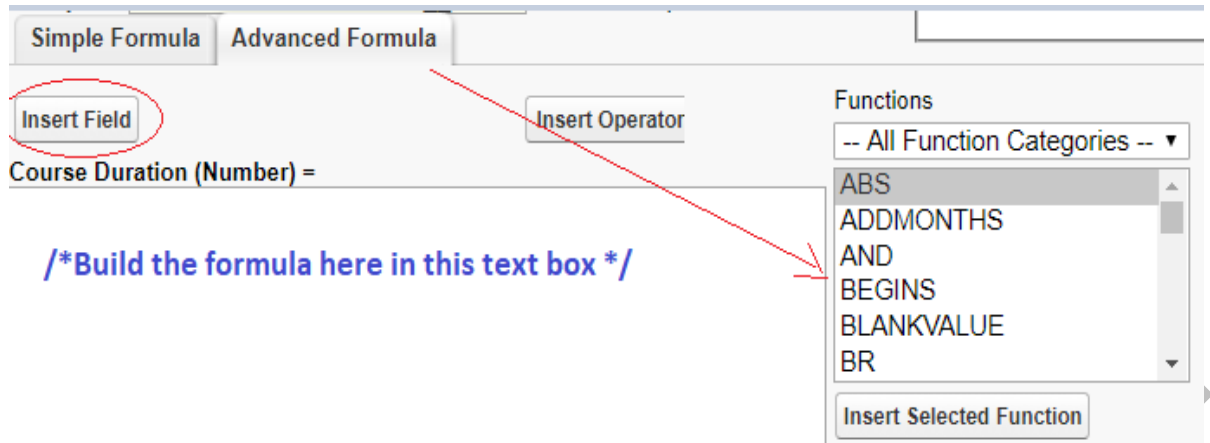 Simple Formula Advanced Formula
Insert Field
Insert Operator
Functions
-- All Function Categories --
Course Duration (Number) =
/*Build the formula here in this text box */
ABS
ADDMONTHS
AND
BEGINS
BLANKVALUE
BR
Insert Selected Function